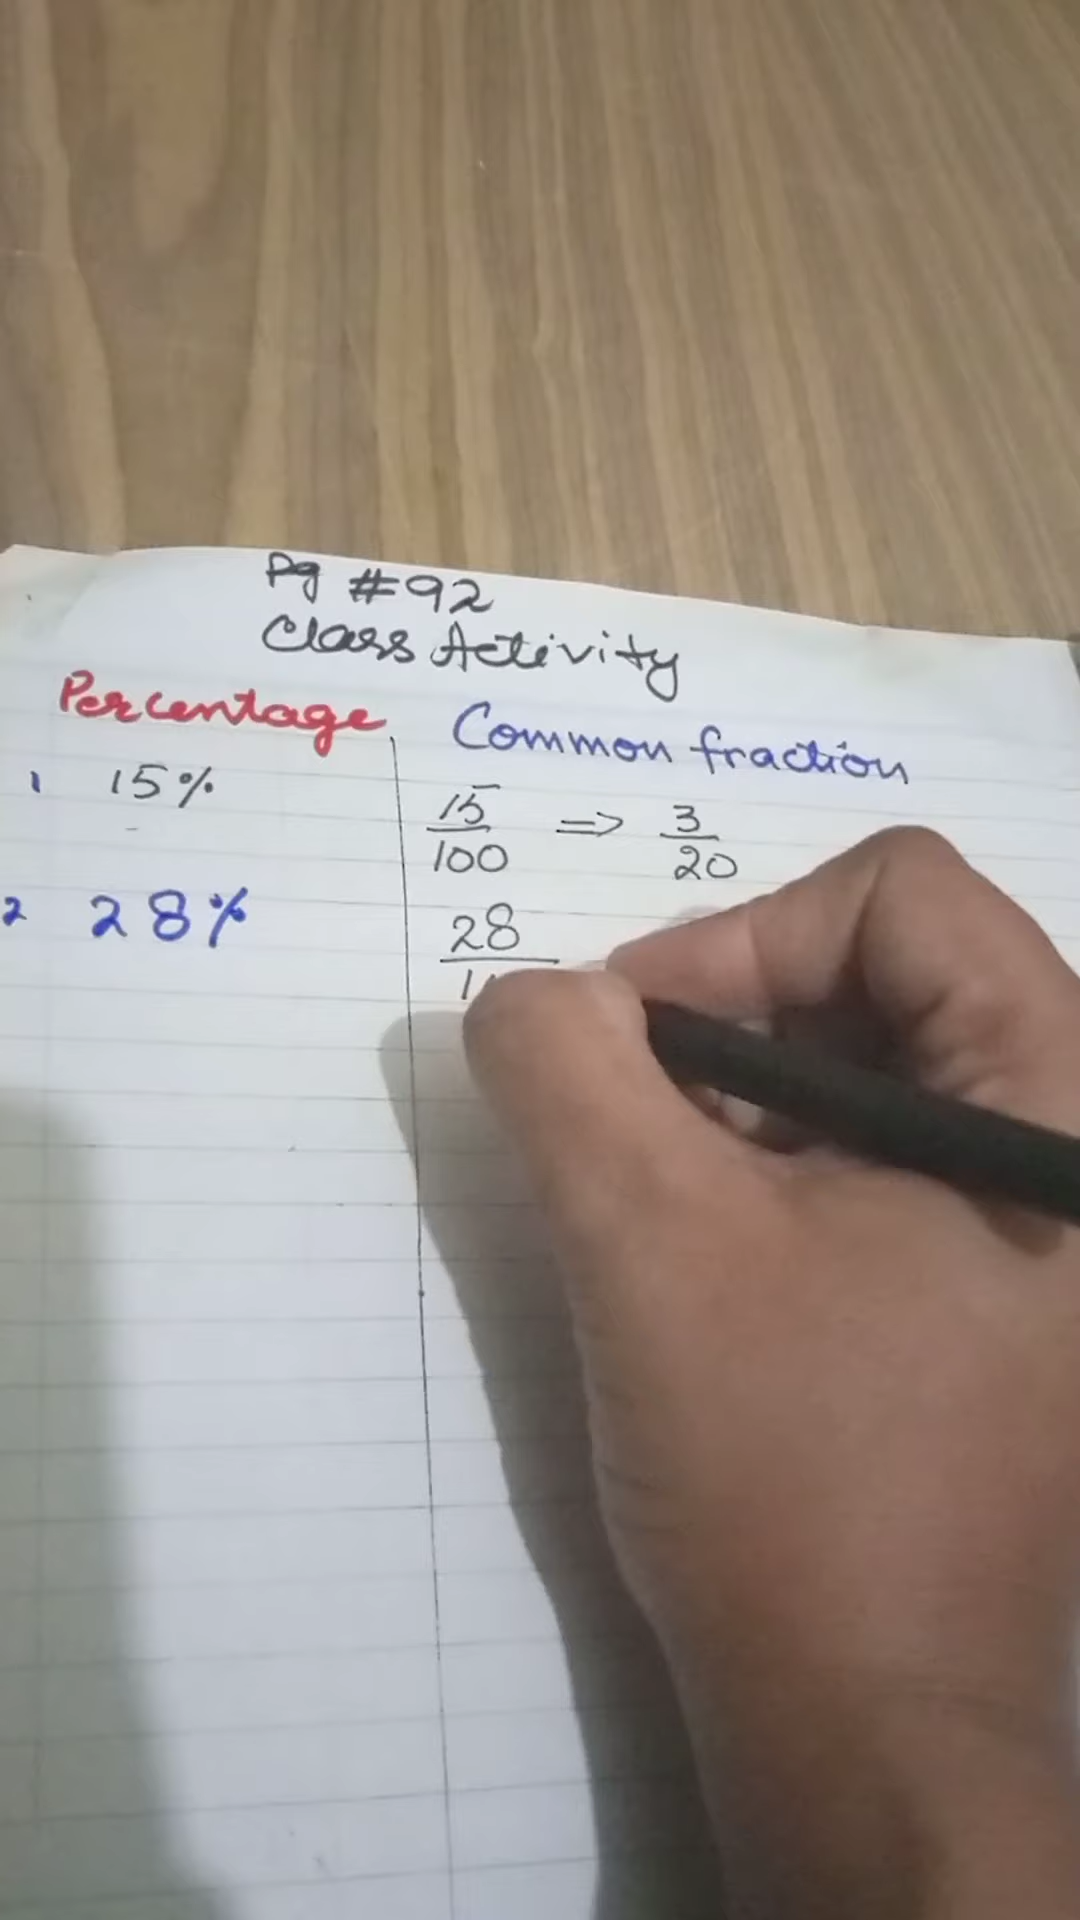 Pg #92
Class Activity
Percentage Common fraction
1 15% 15/100 => 3/20
2 28% 28/